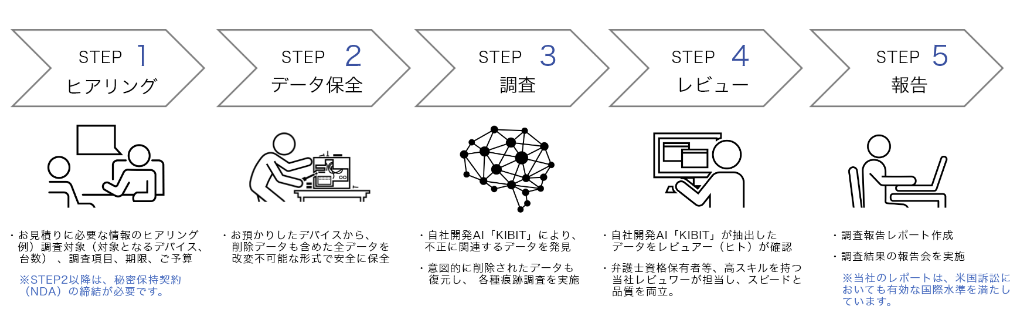 STEP 1
ヒアリング
・お見積りに必要な情報のヒアリング
例）調査対象（対象となるデバイス、
台数）、調査項目、期限、ご予算
※STEP2以降は、秘密保持契約
（NDA）の締結が必要です。
STEP 2
データ保全
・お預かりしたデバイスから、
削除データも含めた全データを
改変不可能な形式で安全に保全
STEP 3
調査
・自社開発AI「KIBIT」により、
不正に関連するデータを発見
・意図的に削除されたデータも
復元し、各種痕跡調査を実施
STEP 4
レビュー
・自社開発AI「KIBIT」が抽出した
データをレビュアー（ヒト）が確認
・弁護士資格保有者等、高スキルを持つ
当社レビュワーが担当し、スピードと
品質を両立。
STEP 5
報告
・調査報告レポート作成
・調査結果の報告会を実施
※当社のレポートは、米国訴訟に
おいても有効な国際水準を満たし
ています。